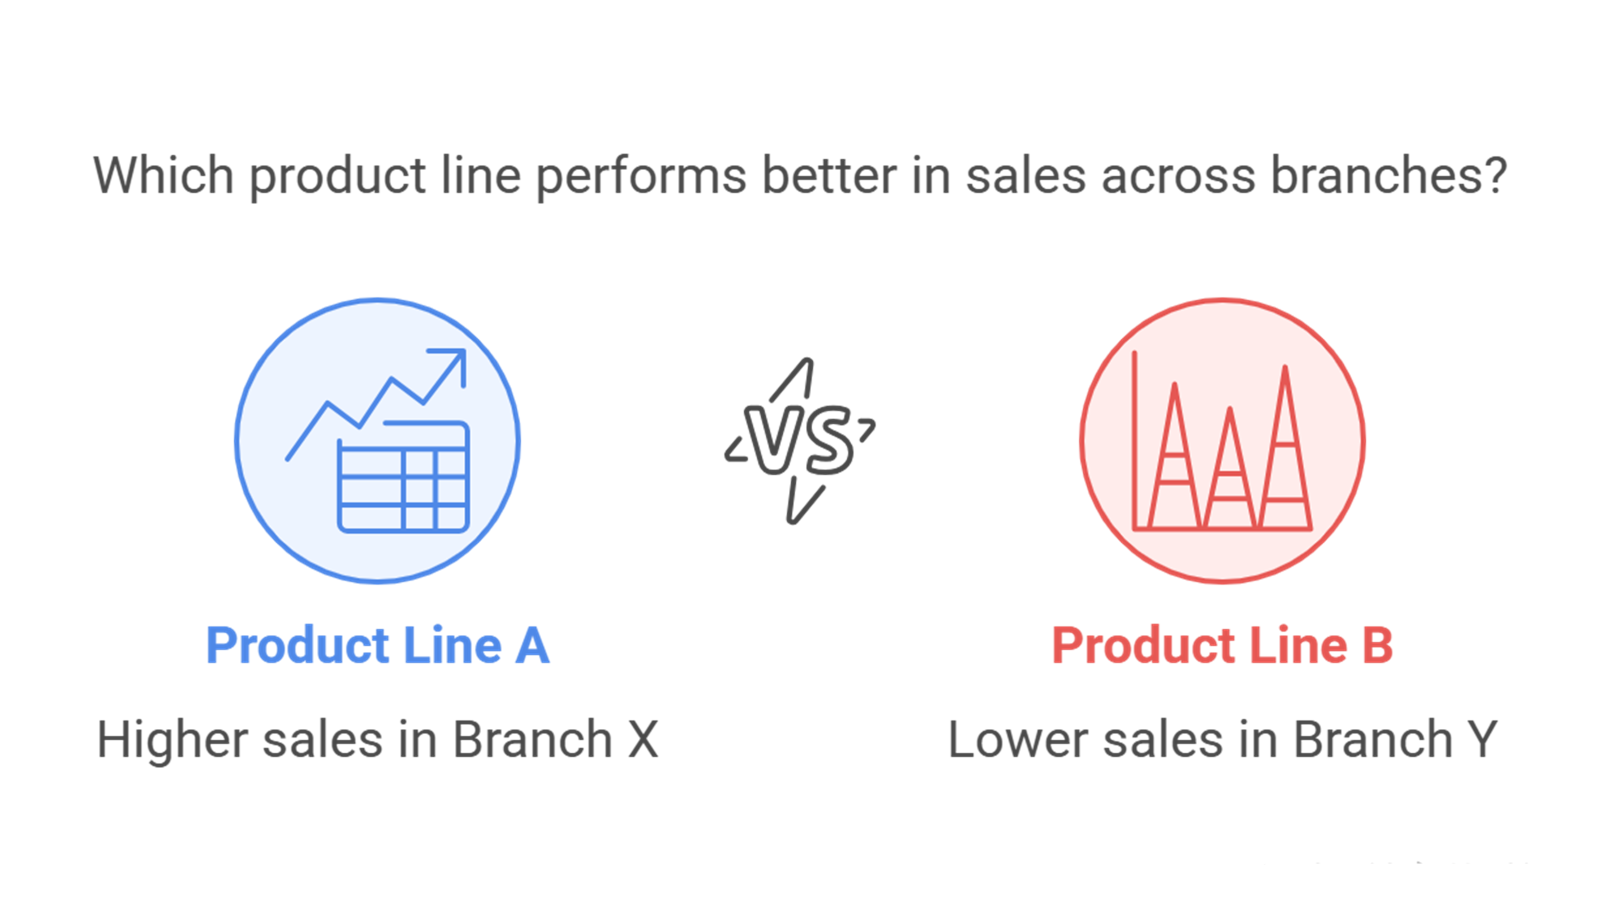 Which product line performs better in sales across branches?
VS
Product Line A
Product Line B
Higher sales in Branch X
Lower sales in Branch Y